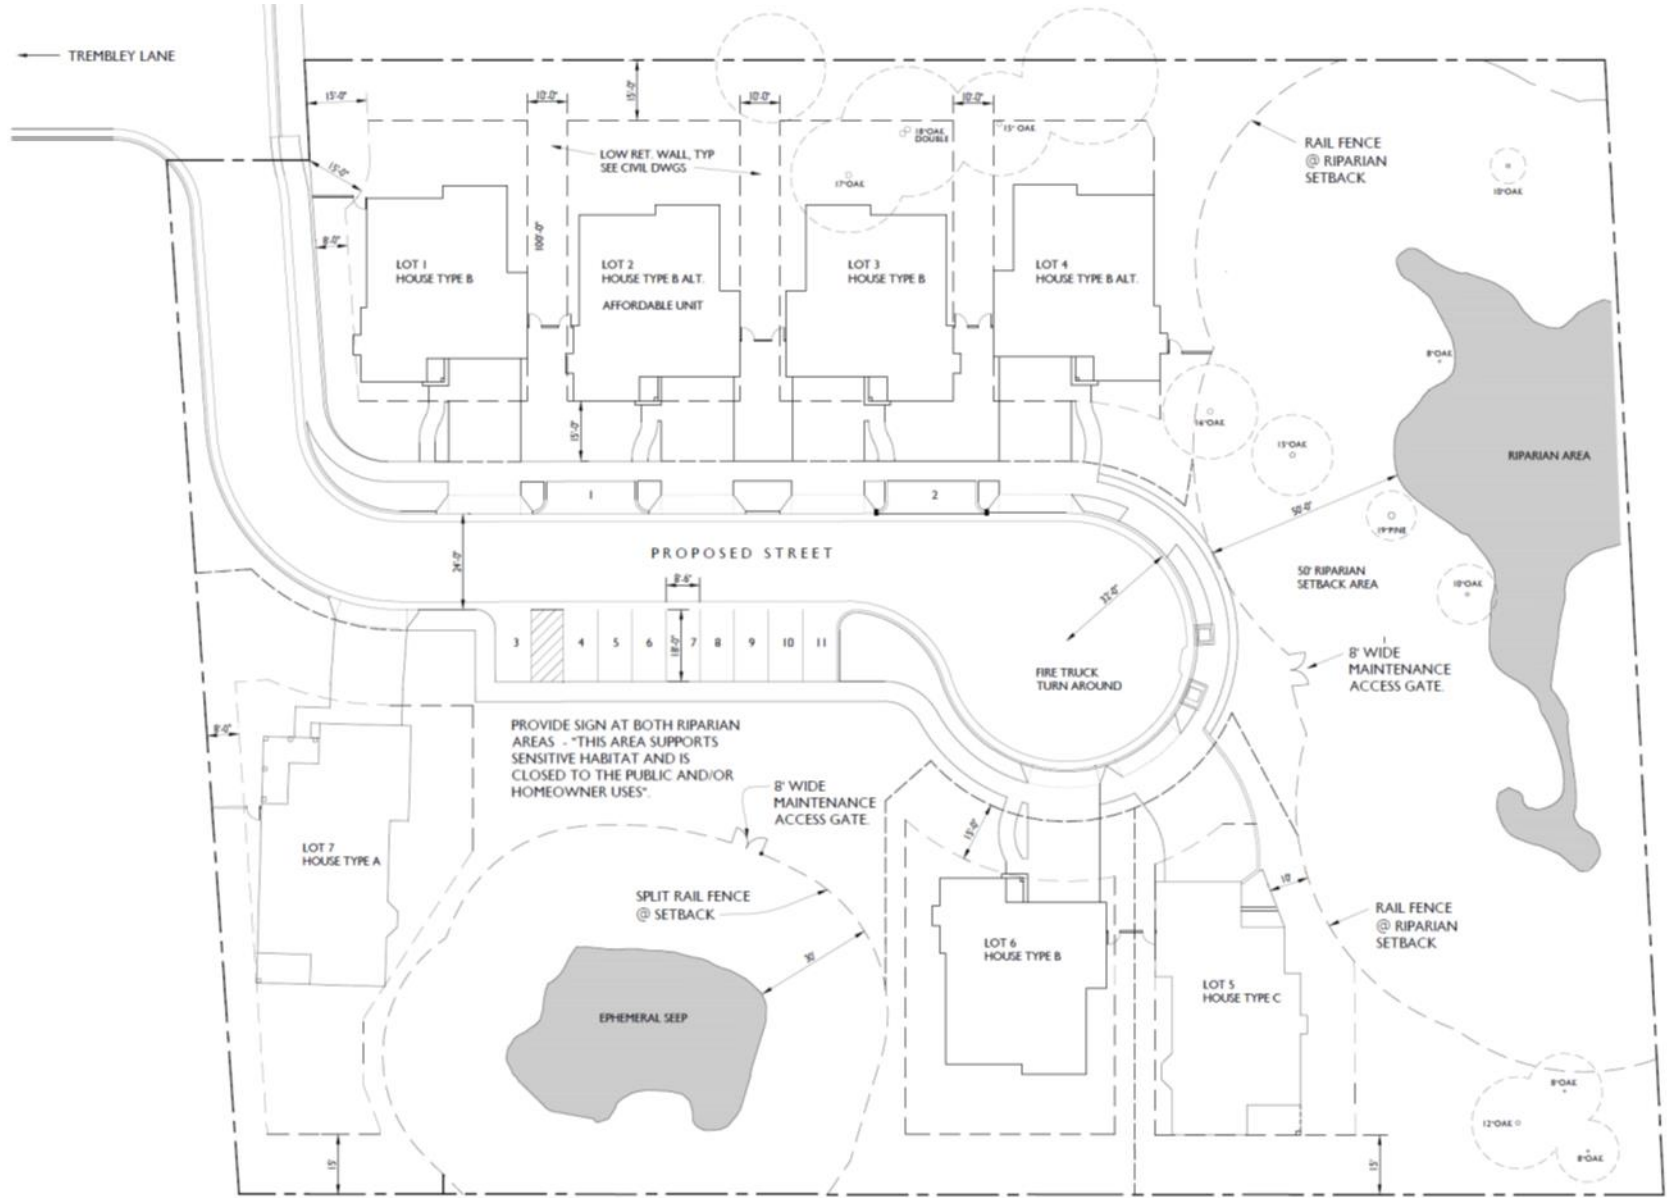 TREMBLEY LANE
15'-0"
10'-0"
15'-0"
10'-0"
10'-0"
18"OAK
DOUBLE
15" OAK
RAIL FENCE
@ RIPARIAN
SETBACK
LOW RET. WALL, TYP
SEE CIVIL DWGS
15'-0"
17"OAK
10"OAK
8'-0"
100'-0"
LOT 1
HOUSE TYPE B
LOT 2
HOUSE TYPE B ALT.
AFFORDABLE UNIT
LOT 3
HOUSE TYPE B
LOT 4
HOUSE TYPE B ALT.
8"OAK
16"OAK
15'-0"
15"OAK
RIPARIAN AREA
1
2
50'-0"
19"PINE
PROPOSED STREET
24'-0"
8'-6"
32'-0"
50' RIPARIAN
SETBACK AREA
10"OAK
3
4
5
6
18'-0"
7
8
9
10
11
FIRE TRUCK
TURN AROUND
8' WIDE
MAINTENANCE
ACCESS GATE.
8'-0"
PROVIDE SIGN AT BOTH RIPARIAN
AREAS - "THIS AREA SUPPORTS
SENSITIVE HABITAT AND IS
CLOSED TO THE PUBLIC AND/OR
HOMEOWNER USES".
8' WIDE
MAINTENANCE
ACCESS GATE.
15'-0"
LOT 7
HOUSE TYPE A
SPLIT RAIL FENCE
@ SETBACK
10'
RAIL FENCE
@ RIPARIAN
SETBACK
30'
LOT 6
HOUSE TYPE B
LOT 5
HOUSE TYPE C
EPHEMERAL SEEP
8"OAK
12"OAK
8"OAK
15'
15'